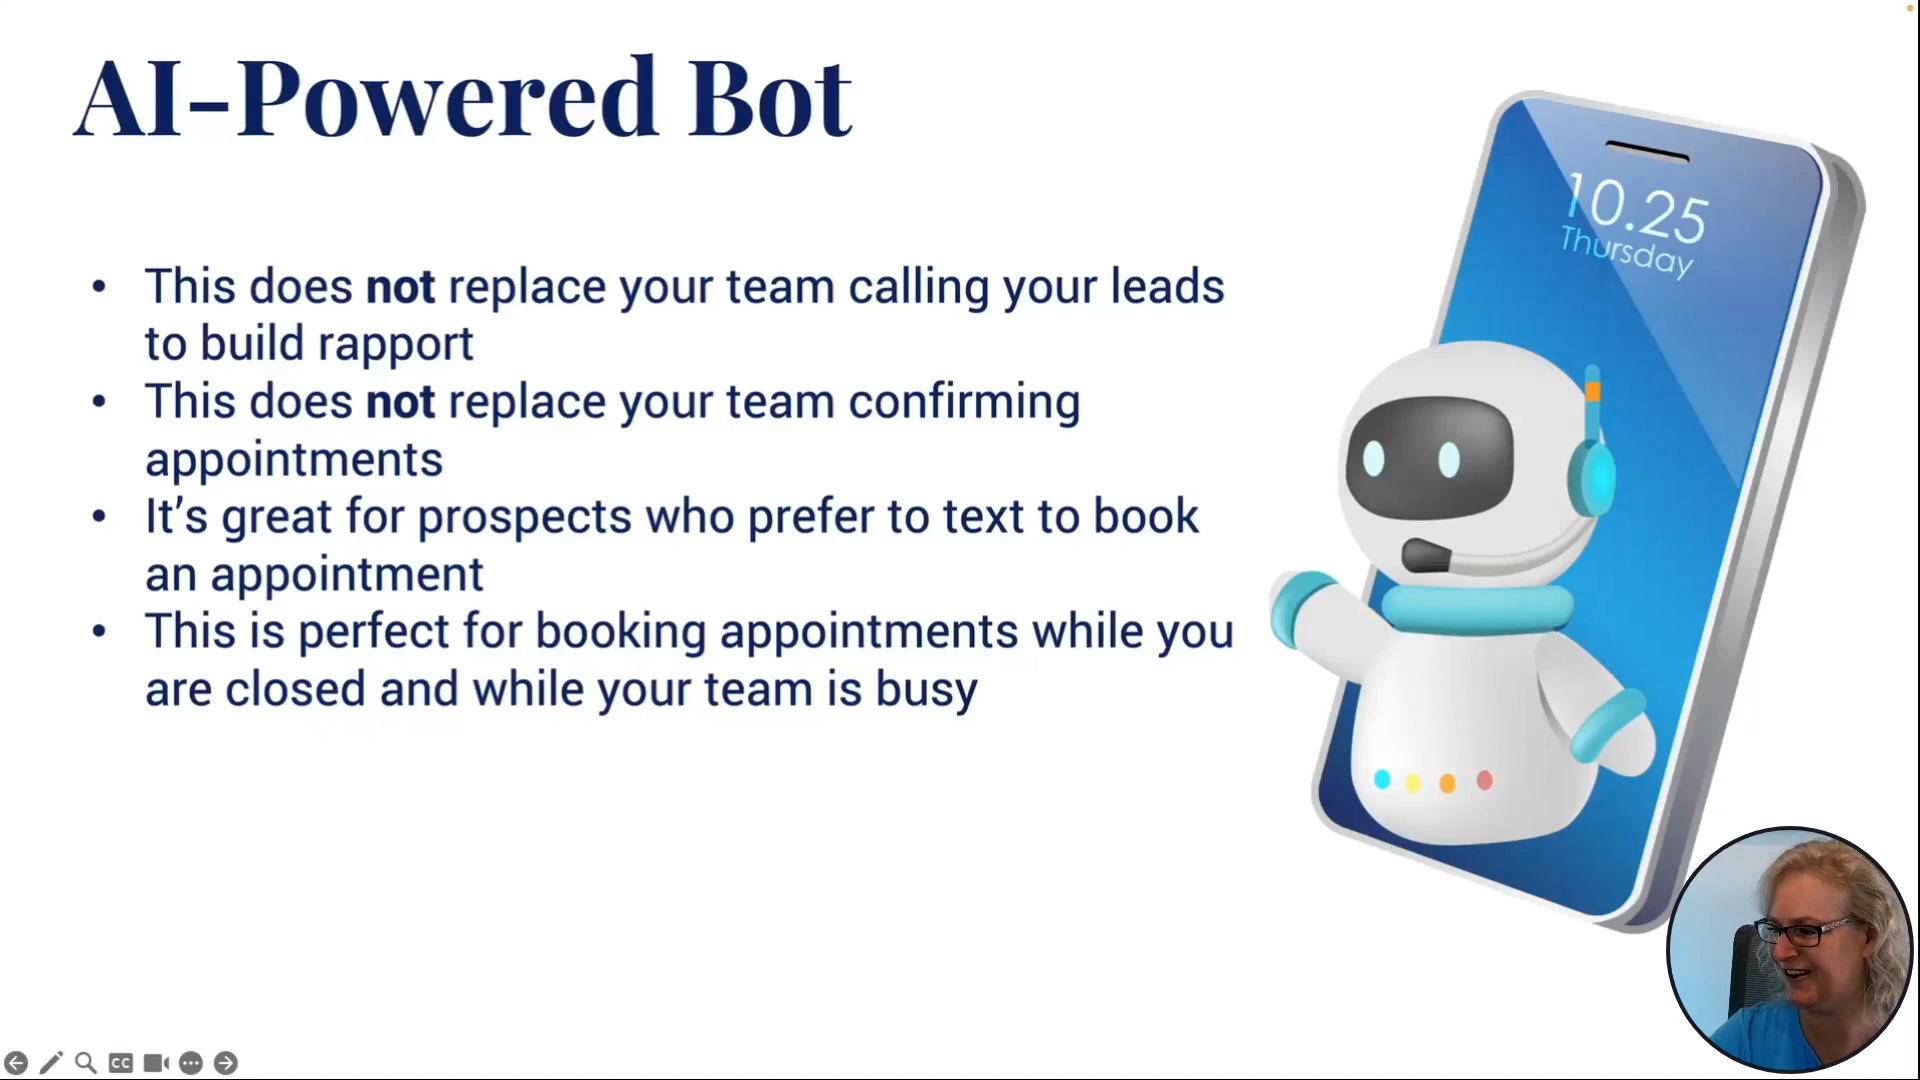 AI-Powered Bot
10.25
Thursday
• This does not replace your team calling your leads
to build rapport
• This does not replace your team confirming
appointments
• It’s great for prospects who prefer to text to book
an appointment
• This is perfect for booking appointments while you
are closed and while your team is busy
CC